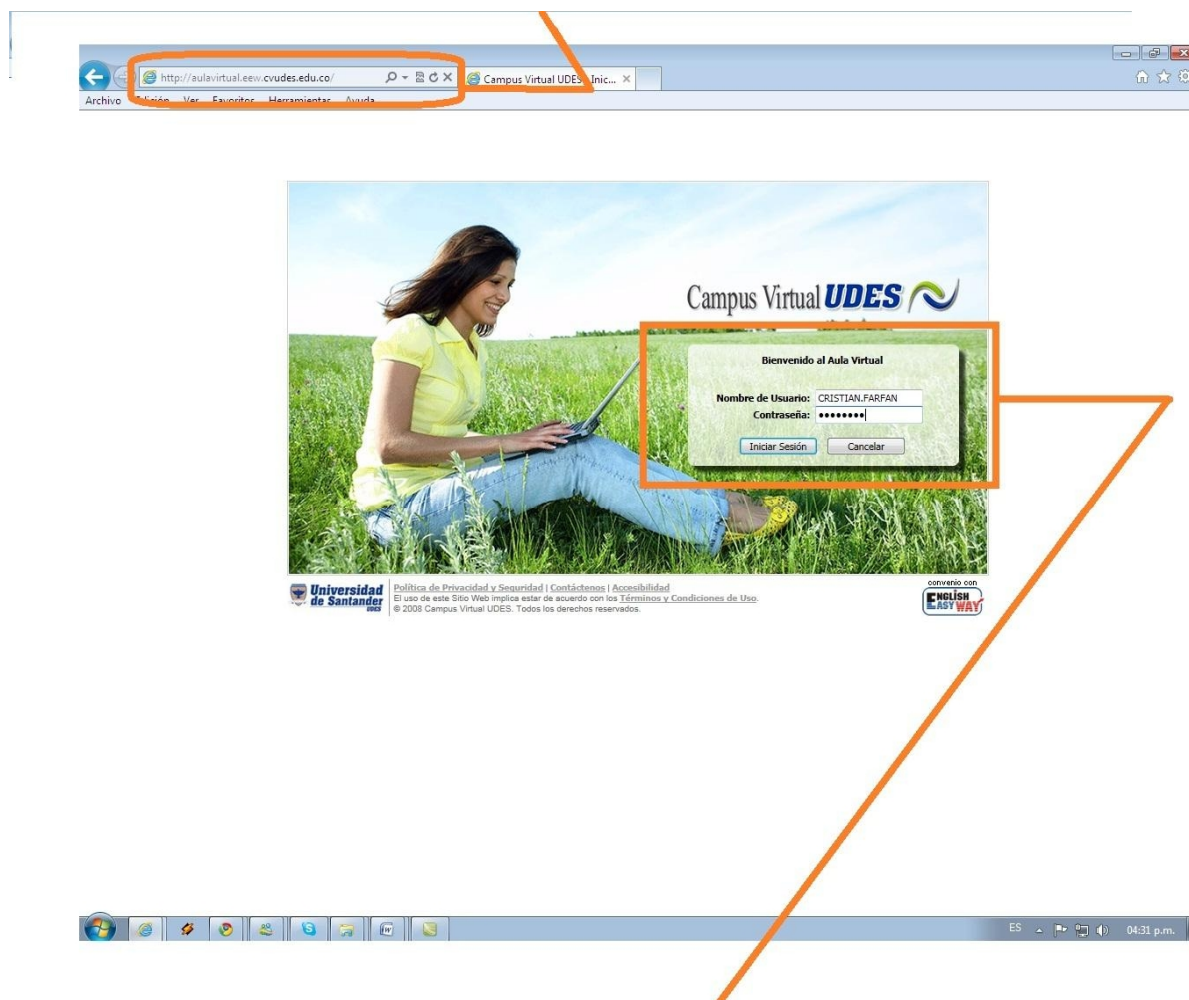 http://aulavirtual.eew.cvudes.edu.co/
Campus Virtual UDES Inic...
Archivo Ver Favoritos Herramientas Ayuda
Campus Virtual UDES
Bienvenido al Aula Virtual
Nombre de Usuario: CRISTIAN.FARFAN
Contraseña: ••••••••
Iniciar Sesión Cancelar
Universidad de Santander
UDES
Política de Privacidad y Seguridad | Contáctenos | Accesibilidad
El uso de este Sitio Web implica estar de acuerdo con los Términos y Condiciones de Uso.
© 2008 Campus Virtual UDES. Todos los derechos reservados.
convenio con
ENGLISH
EASY WAY
ES 04:31 p.m.